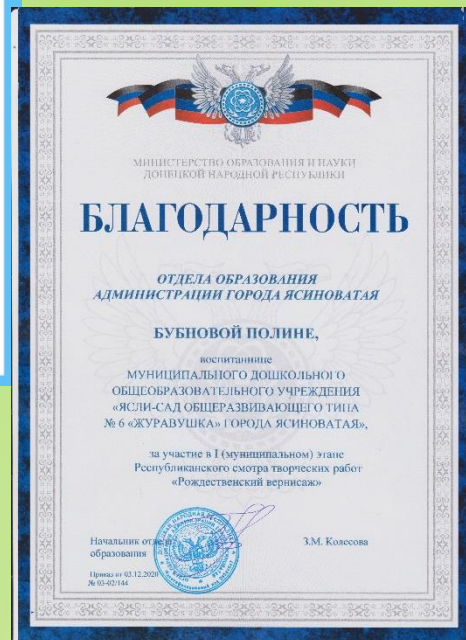 МИНИСТЕРСТВО ОБРАЗОВАНИЯ И НАУКИ
ДОНЕЦКОЙ НАРОДНОЙ РЕСПУБЛИКИ
БЛАГОДАРНОСТЬ
ОТДЕЛА ОБРАЗОВАНИЯ
АДМИНИСТРАЦИИ ГОРОДА ЯСИНОВАТАЯ
БУБНОВОЙ ПОЛИНЕ,
воспитаннице
МУНИЦИПАЛЬНОГО ДОШКОЛЬНОГО
ОБЩЕОБРАЗОВАТЕЛЬНОГО УЧРЕЖДЕНИЯ
«ЯСЛИ-САД ОБЩЕРАЗВИВАЮЩЕГО ТИПА
№ 6 «ЖУРАВУШКА» ГОРОДА ЯСИНОВАТАЯ»,
за участие в I (муниципальном) этапе
Республиканского смотра творческих работ
«Рождественский вернисаж»
Начальник отдела З.М. Колесова
образования
Приказ от 03.12.2020
№ 03-02/144